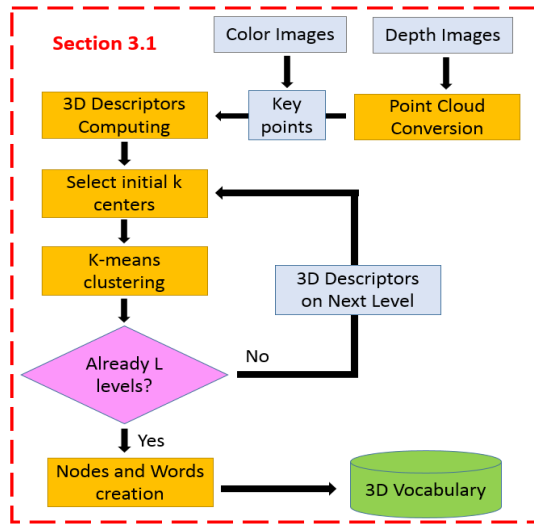 Section 3.1
Color Images
Depth Images
3D Descriptors
Computing
Key
points
Point Cloud
Conversion
Select initial k
centers
K-means
clustering
3D Descriptors
on Next Level
Already L
levels?
No
Yes
Nodes and Words
creation
3D Vocabulary